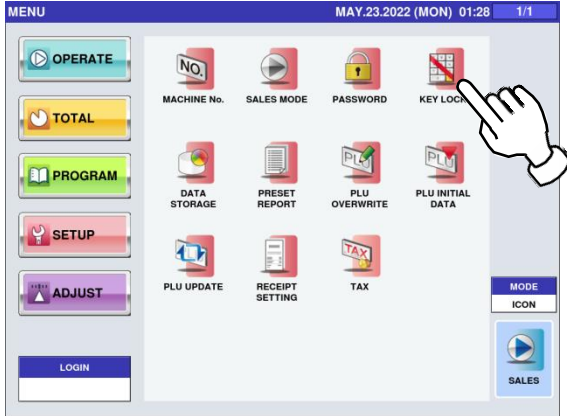 MENU
MAY.23.2022 (MON) 01:28
1/1
OPERATE
TOTAL
PROGRAM
SETUP
ADJUST
LOGIN
NO.
MACHINE No.
SALES MODE
PASSWORD
KEY LOCK
DATA
STORAGE
PRESET
REPORT
PLU
PLU
OVERWRITE
PLU
PLU INITIAL
DATA
PLU UPDATE
RECEIPT
SETTING
TAX
TAX
MODE
ICON
SALES